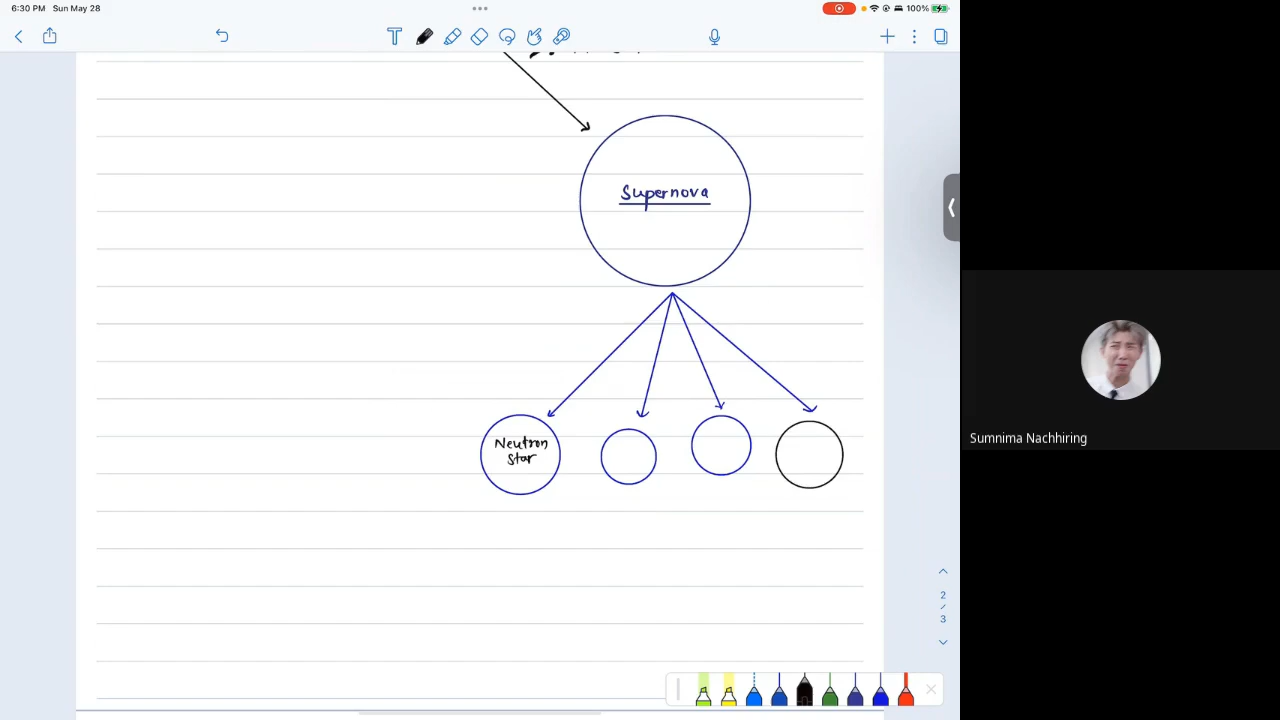 6:30 PM Sun May 28
100%
Supernova
Neutron
Star
2
/
3
Sumnima Nachhiring